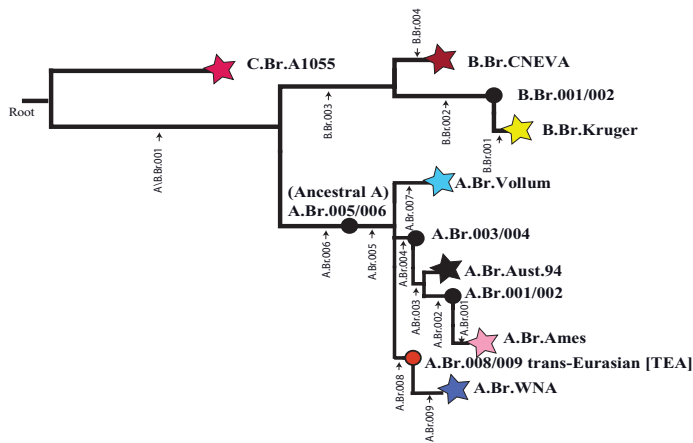 B.Br.004
C.Br.A1055
B.Br.CNEVA
Root
B.Br.003
B.Br.002
B.Br.001/002
B.Br.001
B.Br.Kruger
A\B.Br.001
(Ancestral A)
A.Br.005/006
A.Br.007
A.Br.Vollum
A.Br.006
A.Br.005
A.Br.004
A.Br.003/004
A.Br.Aust.94
A.Br.003
A.Br.001/002
A.Br.002
A.Br.001
A.Br.Ames
A.Br.008/009 trans-Eurasian [TEA]
A.Br.008
A.Br.WNA
A.Br.009